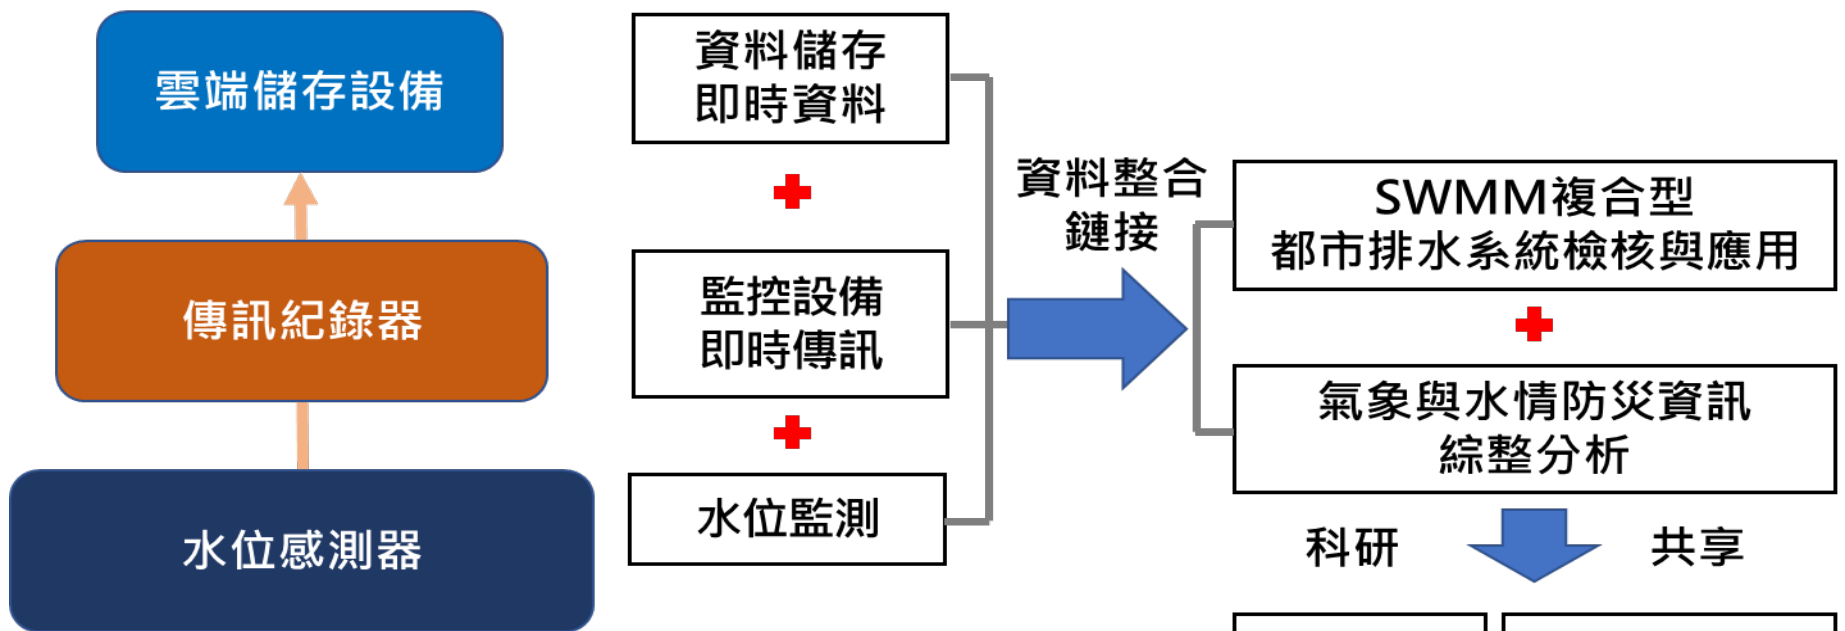 雲端儲存設備
傳訊紀錄器
水位感測器
資料儲存
即時資料
監控設備
即時傳訊
水位監測
資料整合
鏈接
SWMM複合型
都市排水系統檢核與應用
氣象與水情防災資訊
綜整分析
科研
共享